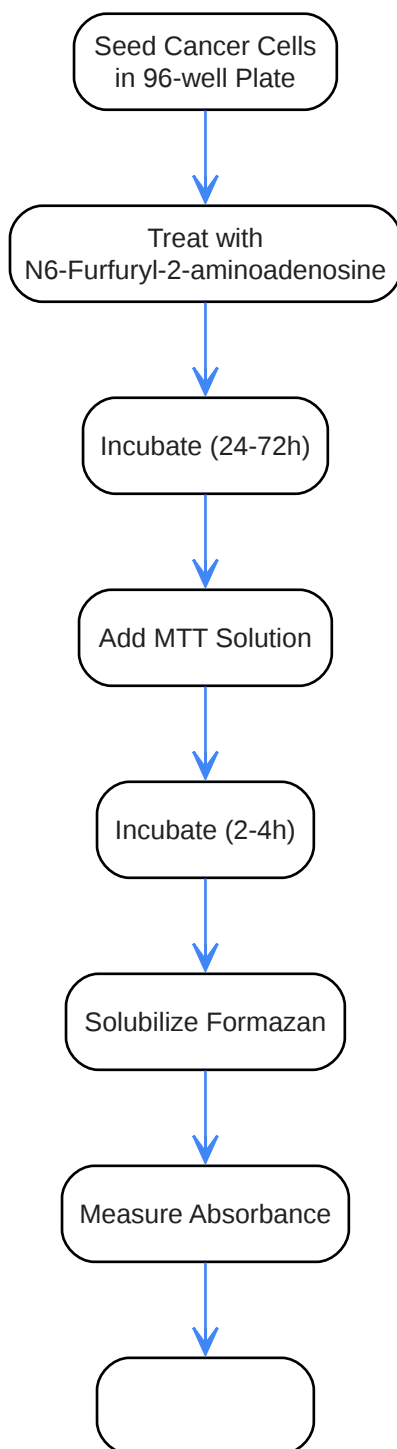 Seed Cancer Cells
in 96-well Plate
Treat with
N6-Furfuryl-2-aminoadenosine
Incubate (24-72h)
Add MTT Solution
Incubate (2-4h)
Solubilize Formazan
Measure Absorbance